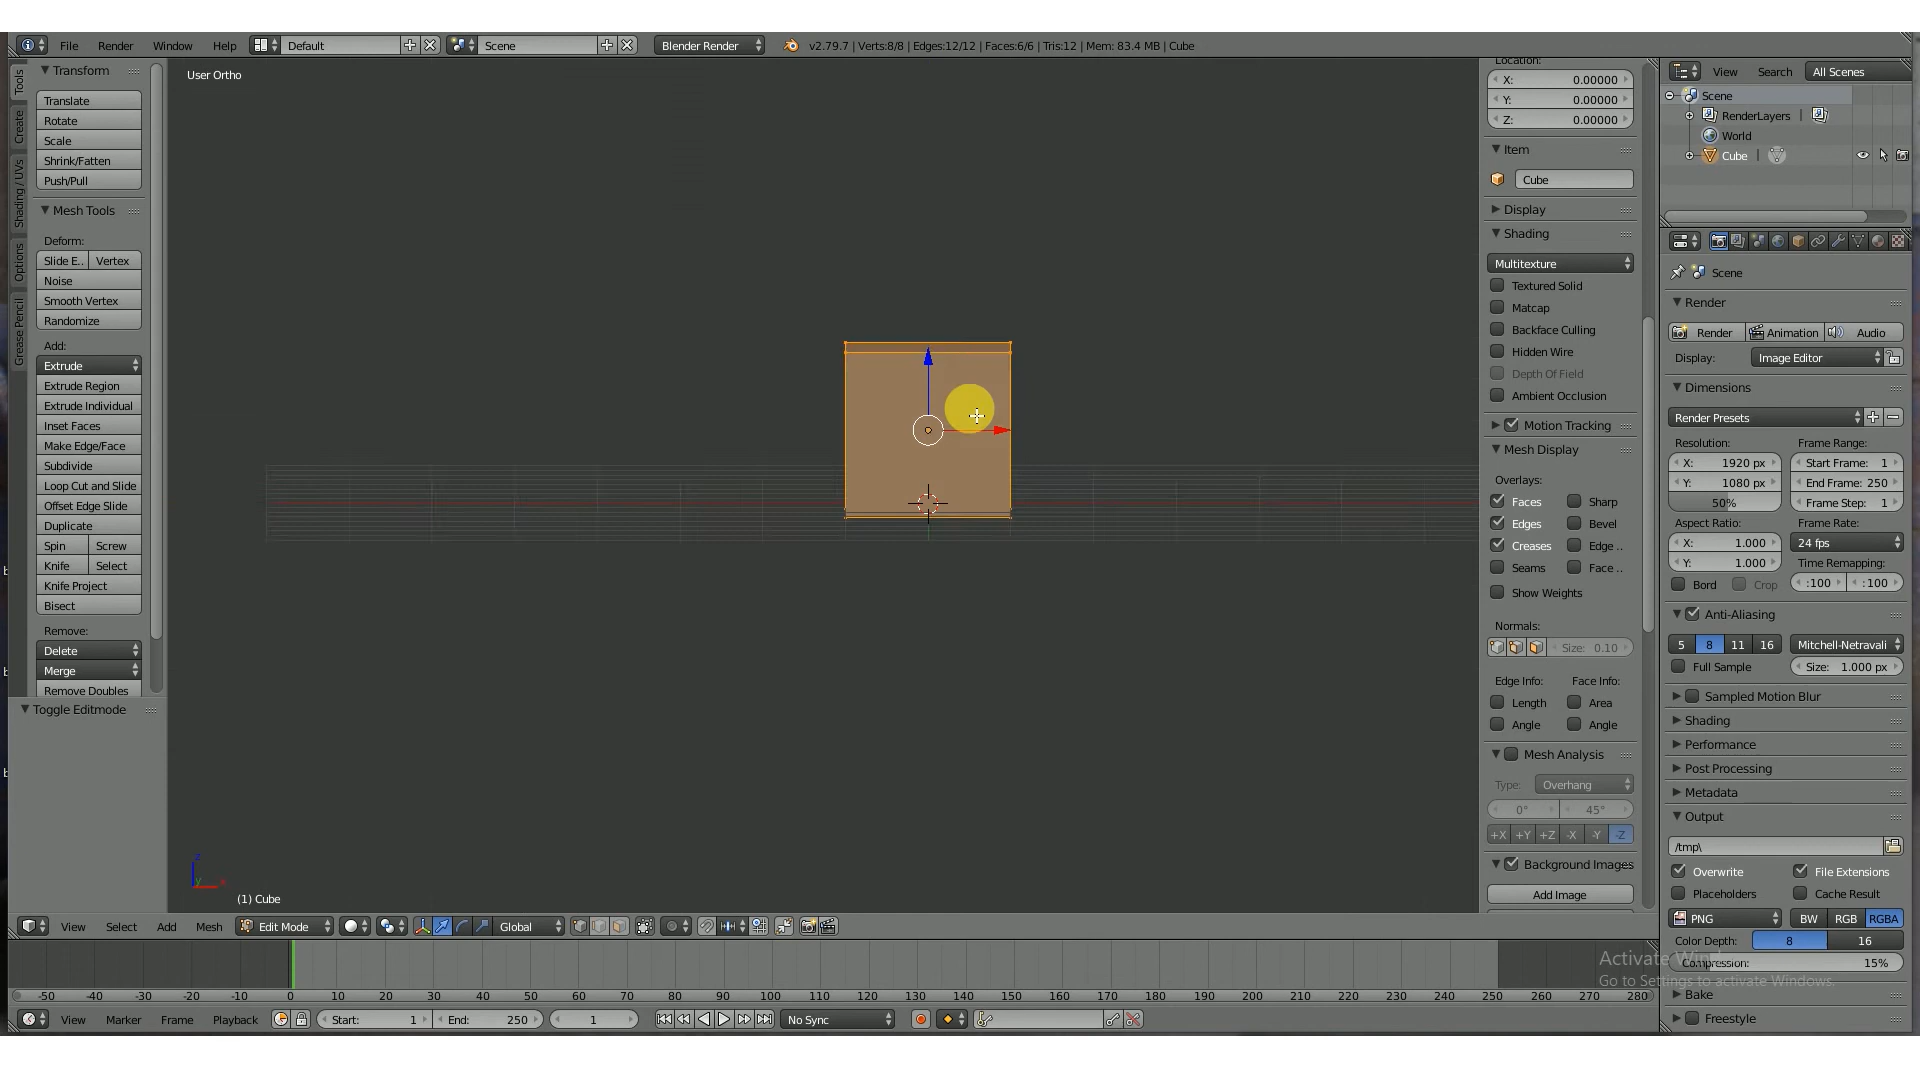 File Render Window Help Default Scene Blender Render v2.79.7 | Verts:8/8 | Edges:12/12 | Faces:6/6 | Tris:12 | Mem: 83.4 MB | Cube
User Ortho
Tools
Create
Shading / UVs
Options
Grease Pencil
Transform
Translate
Rotate
Scale
Shrink/Fatten
Push/Pull
Mesh Tools
Deform:
Slide E.. Vertex
Noise
Smooth Vertex
Randomize
Add:
Extrude
Extrude Region
Extrude Individual
Inset Faces
Make Edge/Face
Subdivide
Loop Cut and Slide
Offset Edge Slide
Duplicate
Spin Screw
Knife Select
Knife Project
Bisect
Remove:
Delete
Merge
Remove Doubles
Toggle Editmode
z
y x
(1) Cube
Location:
X: 0.00000
Y: 0.00000
Z: 0.00000
Item
Cube
Display
Shading
Multitexture
Textured Solid
Matcap
Backface Culling
Hidden Wire
Depth Of Field
Ambient Occlusion
Motion Tracking
Mesh Display
Overlays:
Faces Sharp
Edges Bevel
Creases Edge ..
Seams Face ..
Show Weights
Normals:
Size: 0.10
Edge Info: Face Info:
Length Area
Angle Angle
Mesh Analysis
Type: Overhang
0° 45°
+X +Y +Z -X -Y -Z
Background Images
Add Image
View Search All Scenes
Scene
RenderLayers |
World
Cube |
Scene
Render
Render Animation Audio
Display: Image Editor
Dimensions
Render Presets
Resolution: Frame Range:
X: 1920 px Start Frame: 1
Y: 1080 px End Frame: 250
50% Frame Step: 1
Aspect Ratio: Frame Rate:
X: 1.000 24 fps
Y: 1.000 Time Remapping:
Bord Crop :100 :100
Anti-Aliasing
5 8 11 16 Mitchell-Netravali
Full Sample Size: 1.000 px
Sampled Motion Blur
Shading
Performance
Post Processing
Metadata
Output
/tmp\
Overwrite File Extensions
Placeholders Cache Result
PNG BW RGB RGBA
Color Depth: 8 16
Compression: 15%
Bake
Freestyle
Go to Settings to activate Windows.
View Select Add Mesh Edit Mode Global
-50 -40 -30 -20 -10 0 10 20 30 40 50 60 70 80 90 100 110 120 130 140 150 160 170 180 190 200 210 220 230 240 250 260 270 280
View Marker Frame Playback Start: 1 End: 250 1 No Sync